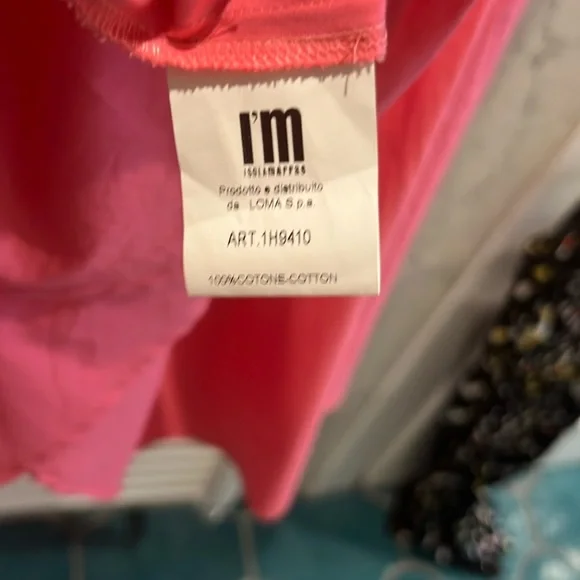 I'm
ISOLAMARRAS
Prodotto e distribuito
da LOMA S.p.a.
ART.1H9410
100%COTONE-COTTON